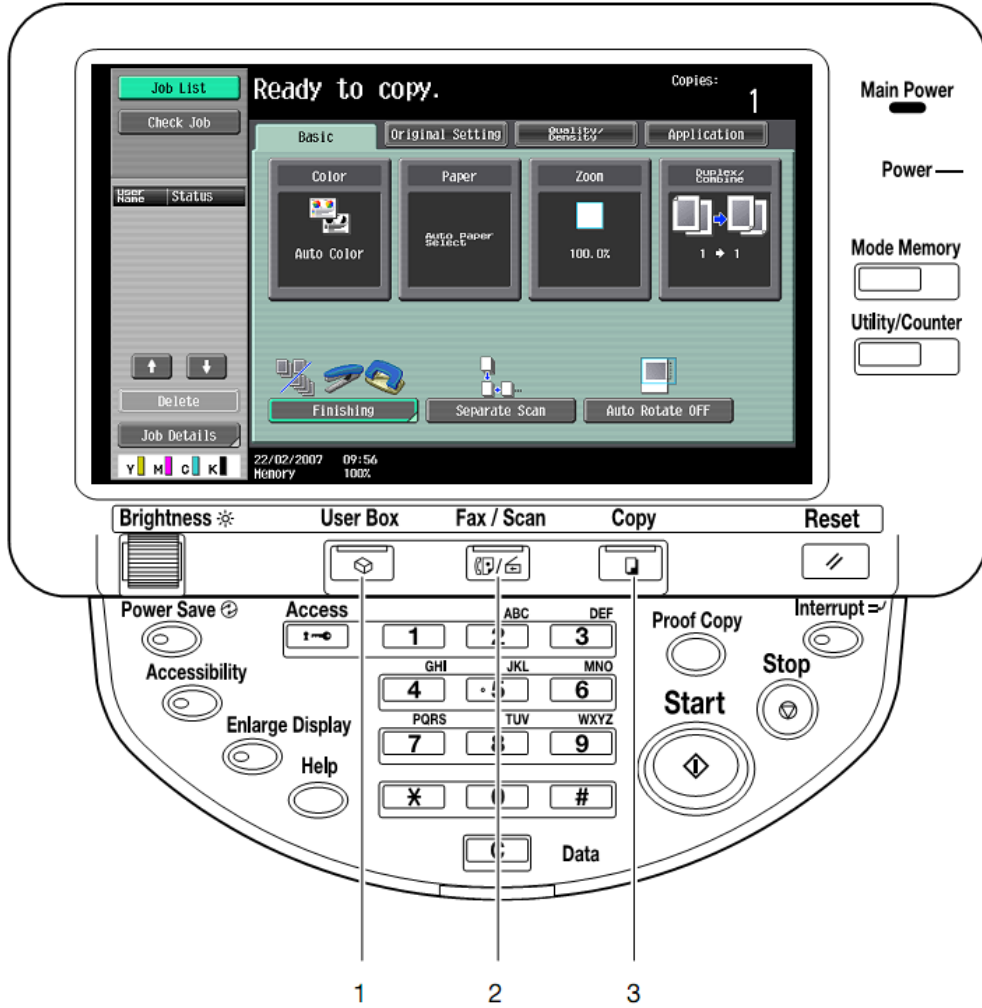 Job List
Check Job
User Name
Status
Delete
Job Details
Y M C K
Ready to copy.
Copies:
1
Basic
Original Setting
Quality/
Density
Application
Color
Auto Color
Paper
Auto Paper
Select
Zoom
100.0%
Duplex/
Combine
1 → 1
Finishing
Separate Scan
Auto Rotate OFF
22/02/2007 09:56
Memory 100%
Main Power
Power
Mode Memory
Utility/Counter
Brightness
User Box
Fax / Scan
Copy
Reset
Power Save
Access
Accessibility
Enlarge Display
Help
ABC DEF
1 2 3
GHI JKL MNO
4 5 6
PQRS TUV WXYZ
7 8 9
* 0 #
C
Data
Proof Copy
Interrupt
Stop
Start
1 2 3